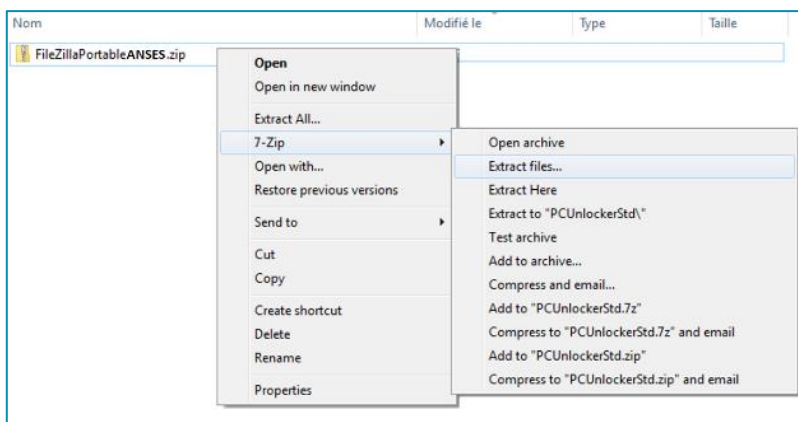 Nom Modifié le Type Taille
FileZillaPortableANSES.zip
Open
Open in new window
Extract All...
7-Zip
Open with...
Restore previous versions
Send to
Cut
Copy
Create shortcut
Delete
Rename
Properties
Open archive
Extract files...
Extract Here
Extract to "PCUnlockerStd\"
Test archive
Add to archive...
Compress and email...
Add to "PCUnlockerStd.7z"
Compress to "PCUnlockerStd.7z" and email
Add to "PCUnlockerStd.zip"
Compress to "PCUnlockerStd.zip" and email